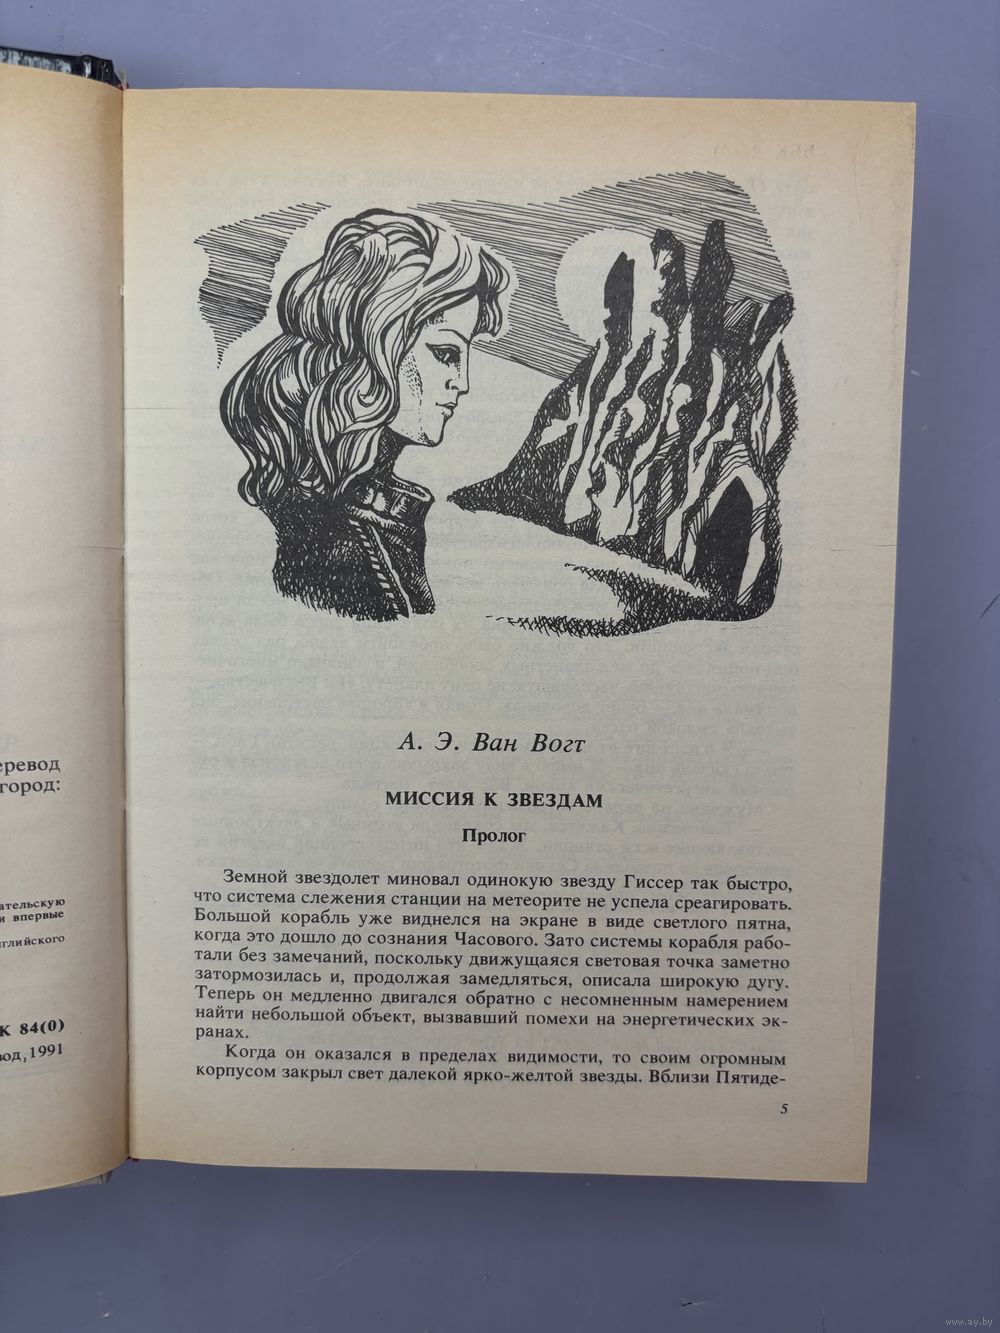 еревод
город:
ательскую
и впервые
нглийского
К 84(0)
вод, 1991
А. Э. Ван Вогт
МИССИЯ К ЗВЕЗДАМ
Пролог
Земной звездолет миновал одинокую звезду Гиссер так быстро,
что система слежения станции на метеорите не успела среагировать.
Большой корабль уже виднелся на экране в виде светлого пятна,
когда это дошло до сознания Часового. Зато системы корабля рабо-
тали без замечаний, поскольку движущаяся световая точка заметно
затормозилась и, продолжая замедляться, описала широкую дугу.
Теперь он медленно двигался обратно с несомненным намерением
найти небольшой объект, вызвавший помехи на энергетических эк-
ранах.
Когда он оказался в пределах видимости, то своим огромным
корпусом закрыл свет далекой ярко-желтой звезды. Вблизи Пятиде-
5
www.ay.by